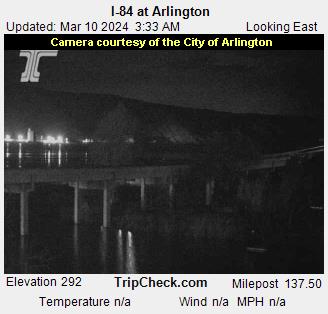 I-84 at Arlington
Updated: Mar 10 2024 3:33 AM Looking East
Camera courtesy of the City of Arlington
Elevation 292 TripCheck.com Milepost 137.50
Temperature n/a Wind n/a MPH n/a